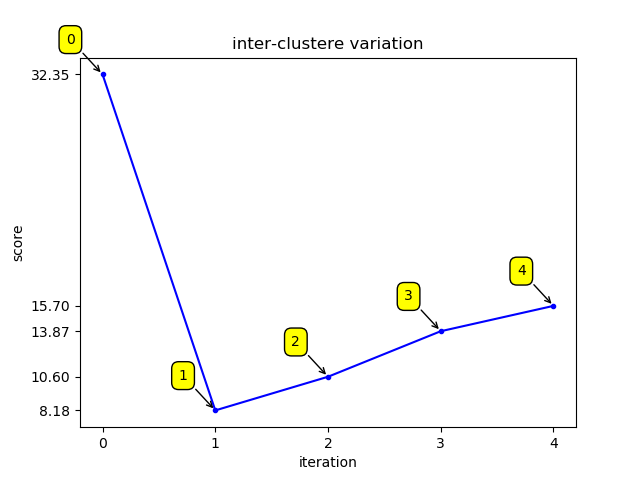 0
inter-clustere variation
32.35
score
4
3
15.70
13.87
2
1
10.60
8.18
0 1 2 3 4
iteration